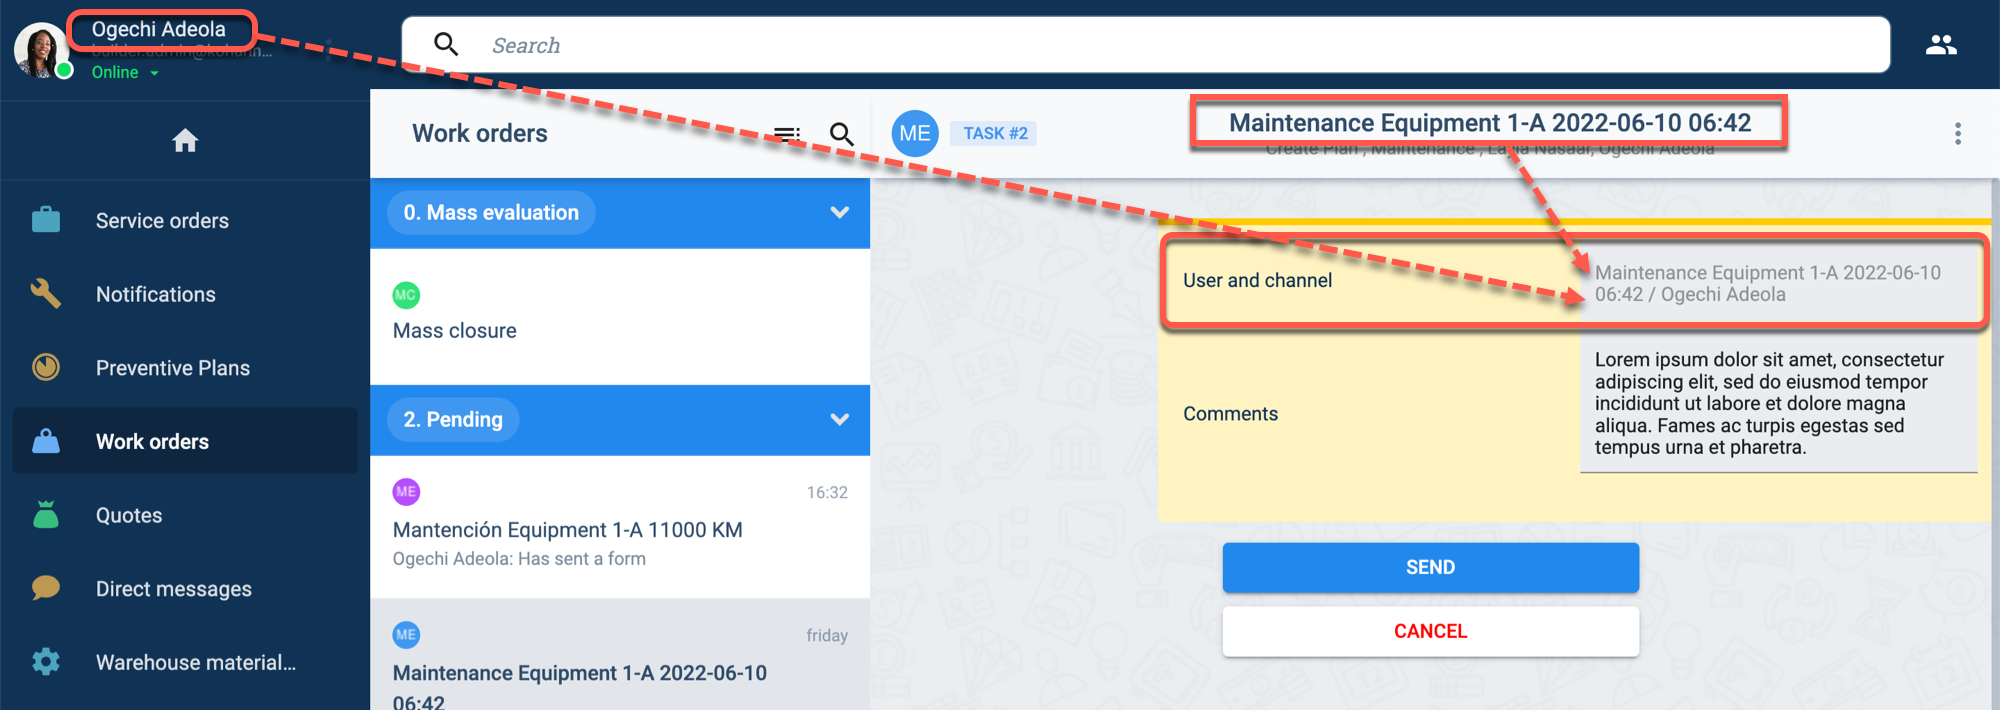 Ogechi Adeola
Online
Search
Service orders
Notifications
Preventive Plans
Work orders
Quotes
Direct messages
Warehouse material...
Work orders
0. Mass evaluation
MC
Mass closure
2. Pending
ME
16:32
Mantención Equipment 1-A 11000 KM
Ogechi Adeola: Has sent a form
ME
friday
Maintenance Equipment 1-A 2022-06-10
06:42
ME
TASK #2
Maintenance Equipment 1-A 2022-06-10 06:42
Create Plan , Maintenance , Layla Nasaar, Ogechi Adeola
User and channel
Maintenance Equipment 1-A 2022-06-10
06:42 / Ogechi Adeola
Comments
Lorem ipsum dolor sit amet, consectetur
adipiscing elit, sed do eiusmod tempor
incididunt ut labore et dolore magna
aliqua. Fames ac turpis egestas sed
tempus urna et pharetra.
SEND
CANCEL